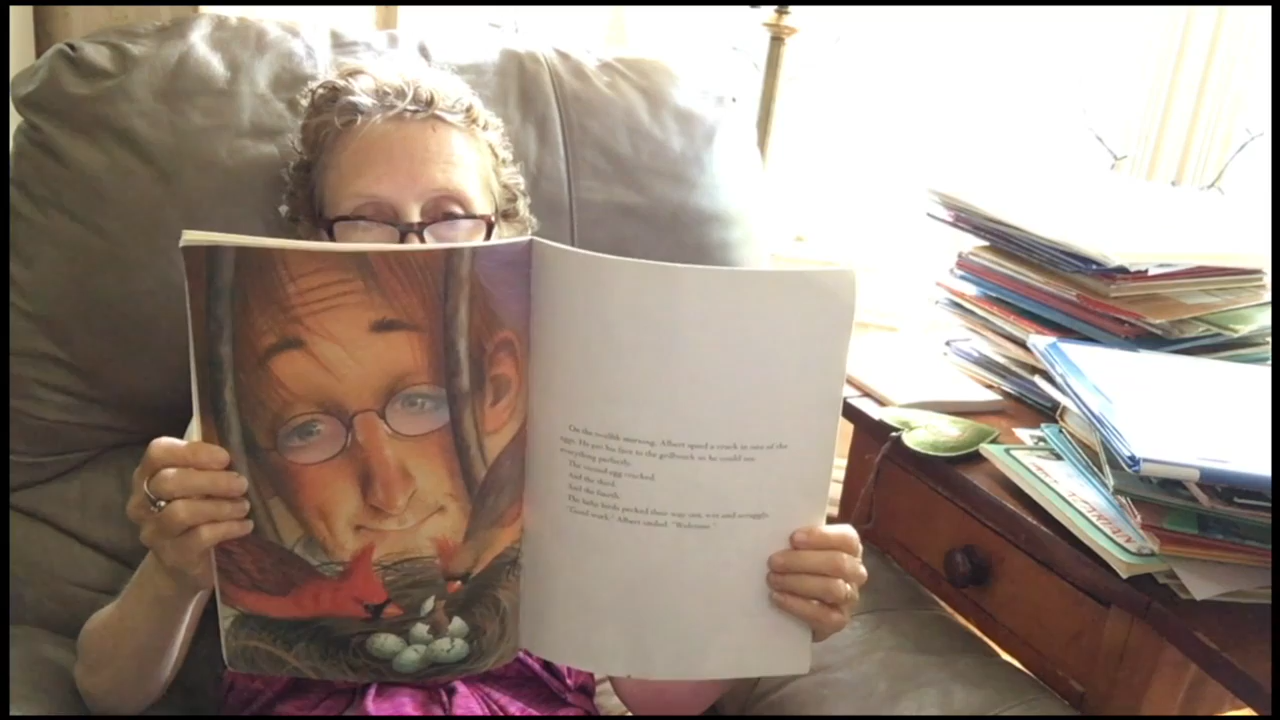 On the twelfth morning, Albert spied a crack in one of the
eggs. He put his face to the grillwork so he could see
everything perfectly.
The second egg cracked.
And the third.
And the fourth.
The baby birds pecked their way out, wet and scraggly.
"Good work," Albert smiled. "Welcome."